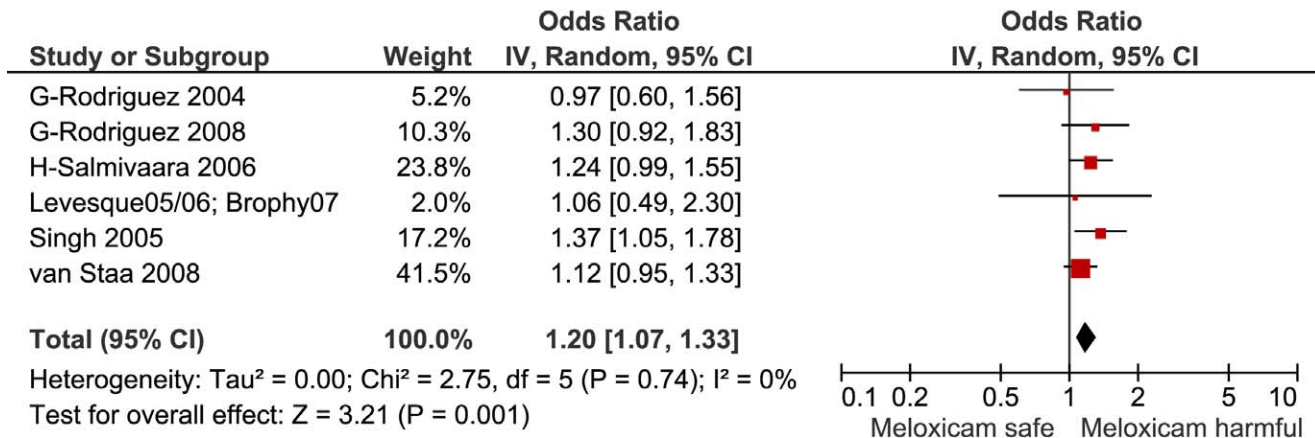 Odds Ratio Odds Ratio
Study or Subgroup Weight IV, Random, 95% CI IV, Random, 95% CI
G-Rodriguez 2004 5.2% 0.97 [0.60, 1.56]
G-Rodriguez 2008 10.3% 1.30 [0.92, 1.83]
H-Salmivaara 2006 23.8% 1.24 [0.99, 1.55]
Levesque05/06; Brophy07 2.0% 1.06 [0.49, 2.30]
Singh 2005 17.2% 1.37 [1.05, 1.78]
van Staa 2008 41.5% 1.12 [0.95, 1.33]
Total (95% CI) 100.0% 1.20 [1.07, 1.33]
Heterogeneity: Tau² = 0.00; Chi² = 2.75, df = 5 (P = 0.74); I² = 0%
Test for overall effect: Z = 3.21 (P = 0.001)
0.1 0.2 0.5 1 2 5 10
Meloxicam safe Meloxicam harmful